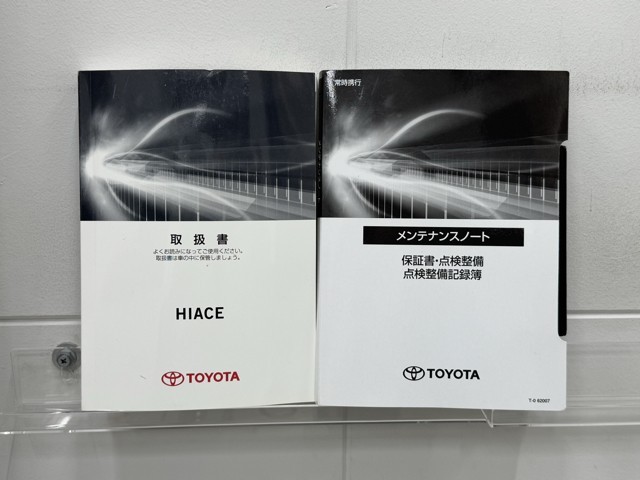 取扱書
よくお読みになってご使用ください。
取扱書は車の中に保管しましょう。
HIACE
TOYOTA
常時携行
メンテナンスノート
保証書・点検整備
点検整備記録簿
TOYOTA
T-0 62007